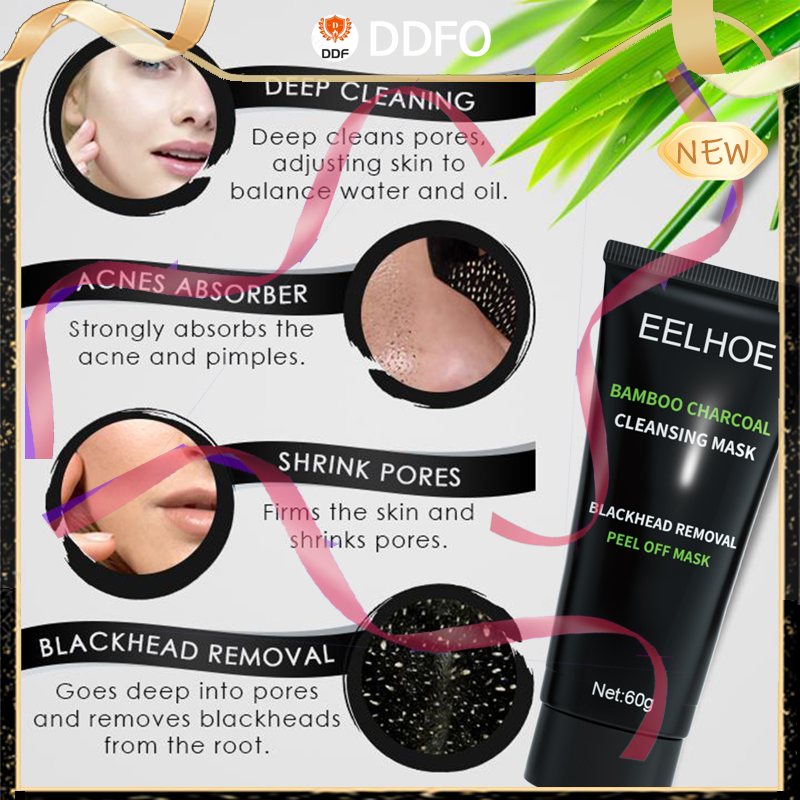 DDF DDFO
DEEP CLEANING
Deep cleans pores,
adjusting skin to
balance water and oil.
NEW
ACNES ABSORBER
Strongly absorbs the
acne and pimples.
SHRINK PORES
Firms the skin and
shrinks pores.
BLACKHEAD REMOVAL
Goes deep into pores
and removes blackheads
from the root.
EELHOE
BAMBOO CHARCOAL
CLEANSING MASK
BLACKHEAD REMOVAL
PEEL OFF MASK
Net:60g